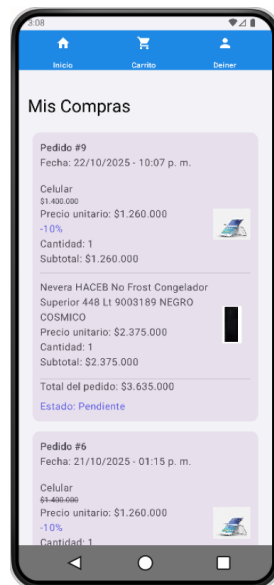 3:08
Inicio Carrito Deiner
Mis Compras
Pedido #9
Fecha: 22/10/2025 - 10:07 p. m.
Celular
$1.400.000
Precio unitario: $1.260.000
-10%
Cantidad: 1
Subtotal: $1.260.000
Nevera HACEB No Frost Congelador
Superior 448 Lt 9003189 NEGRO
COSMICO
Precio unitario: $2.375.000
Cantidad: 1
Subtotal: $2.375.000
Total del pedido: $3.635.000
Estado: Pendiente
Pedido #6
Fecha: 21/10/2025 - 01:15 p. m.
Celular
$1.400.000
Precio unitario: $1.260.000
-10%
Cantidad: 1